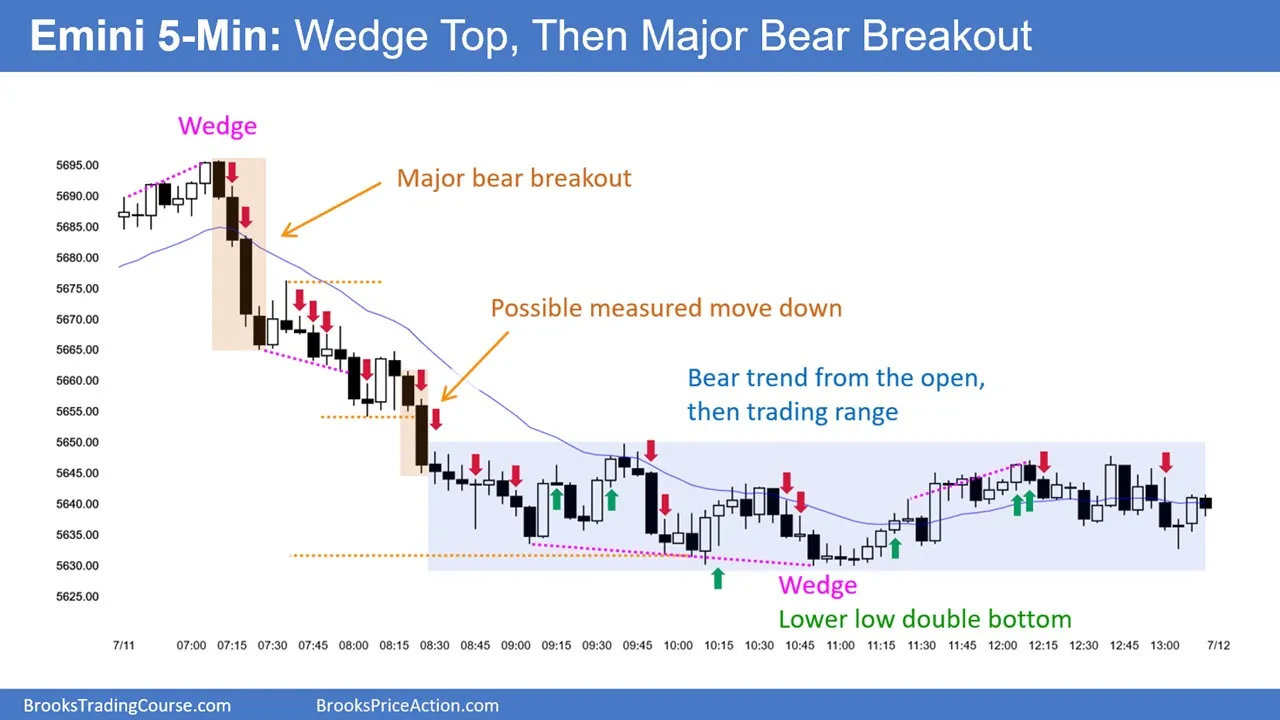 Emini 5-Min: Wedge Top, Then Major Bear Breakout
Wedge
Major bear breakout
Possible measured move down
Bear trend from the open,
then trading range
Wedge
Lower low double bottom
5695.00
5690.00
5685.00
5680.00
5675.00
5670.00
5665.00
5660.00
5655.00
5650.00
5645.00
5640.00
5635.00
5630.00
5625.00
7/11 07:00 07:15 07:30 07:45 08:00 08:15 08:30 08:45 09:00 09:15 09:30 09:45 10:00 10:15 10:30 10:45 11:00 11:15 11:30 11:45 12:00 12:15 12:30 12:45 13:00 7/12
BrooksTradingCourse.com BrooksPriceAction.com